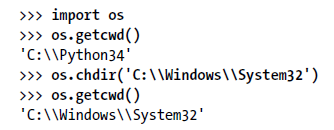 >>> import os
>>> os.getcwd()
'C:\\Python34'
>>> os.chdir('C:\\Windows\\System32')
>>> os.getcwd()
'C:\\Windows\\System32'